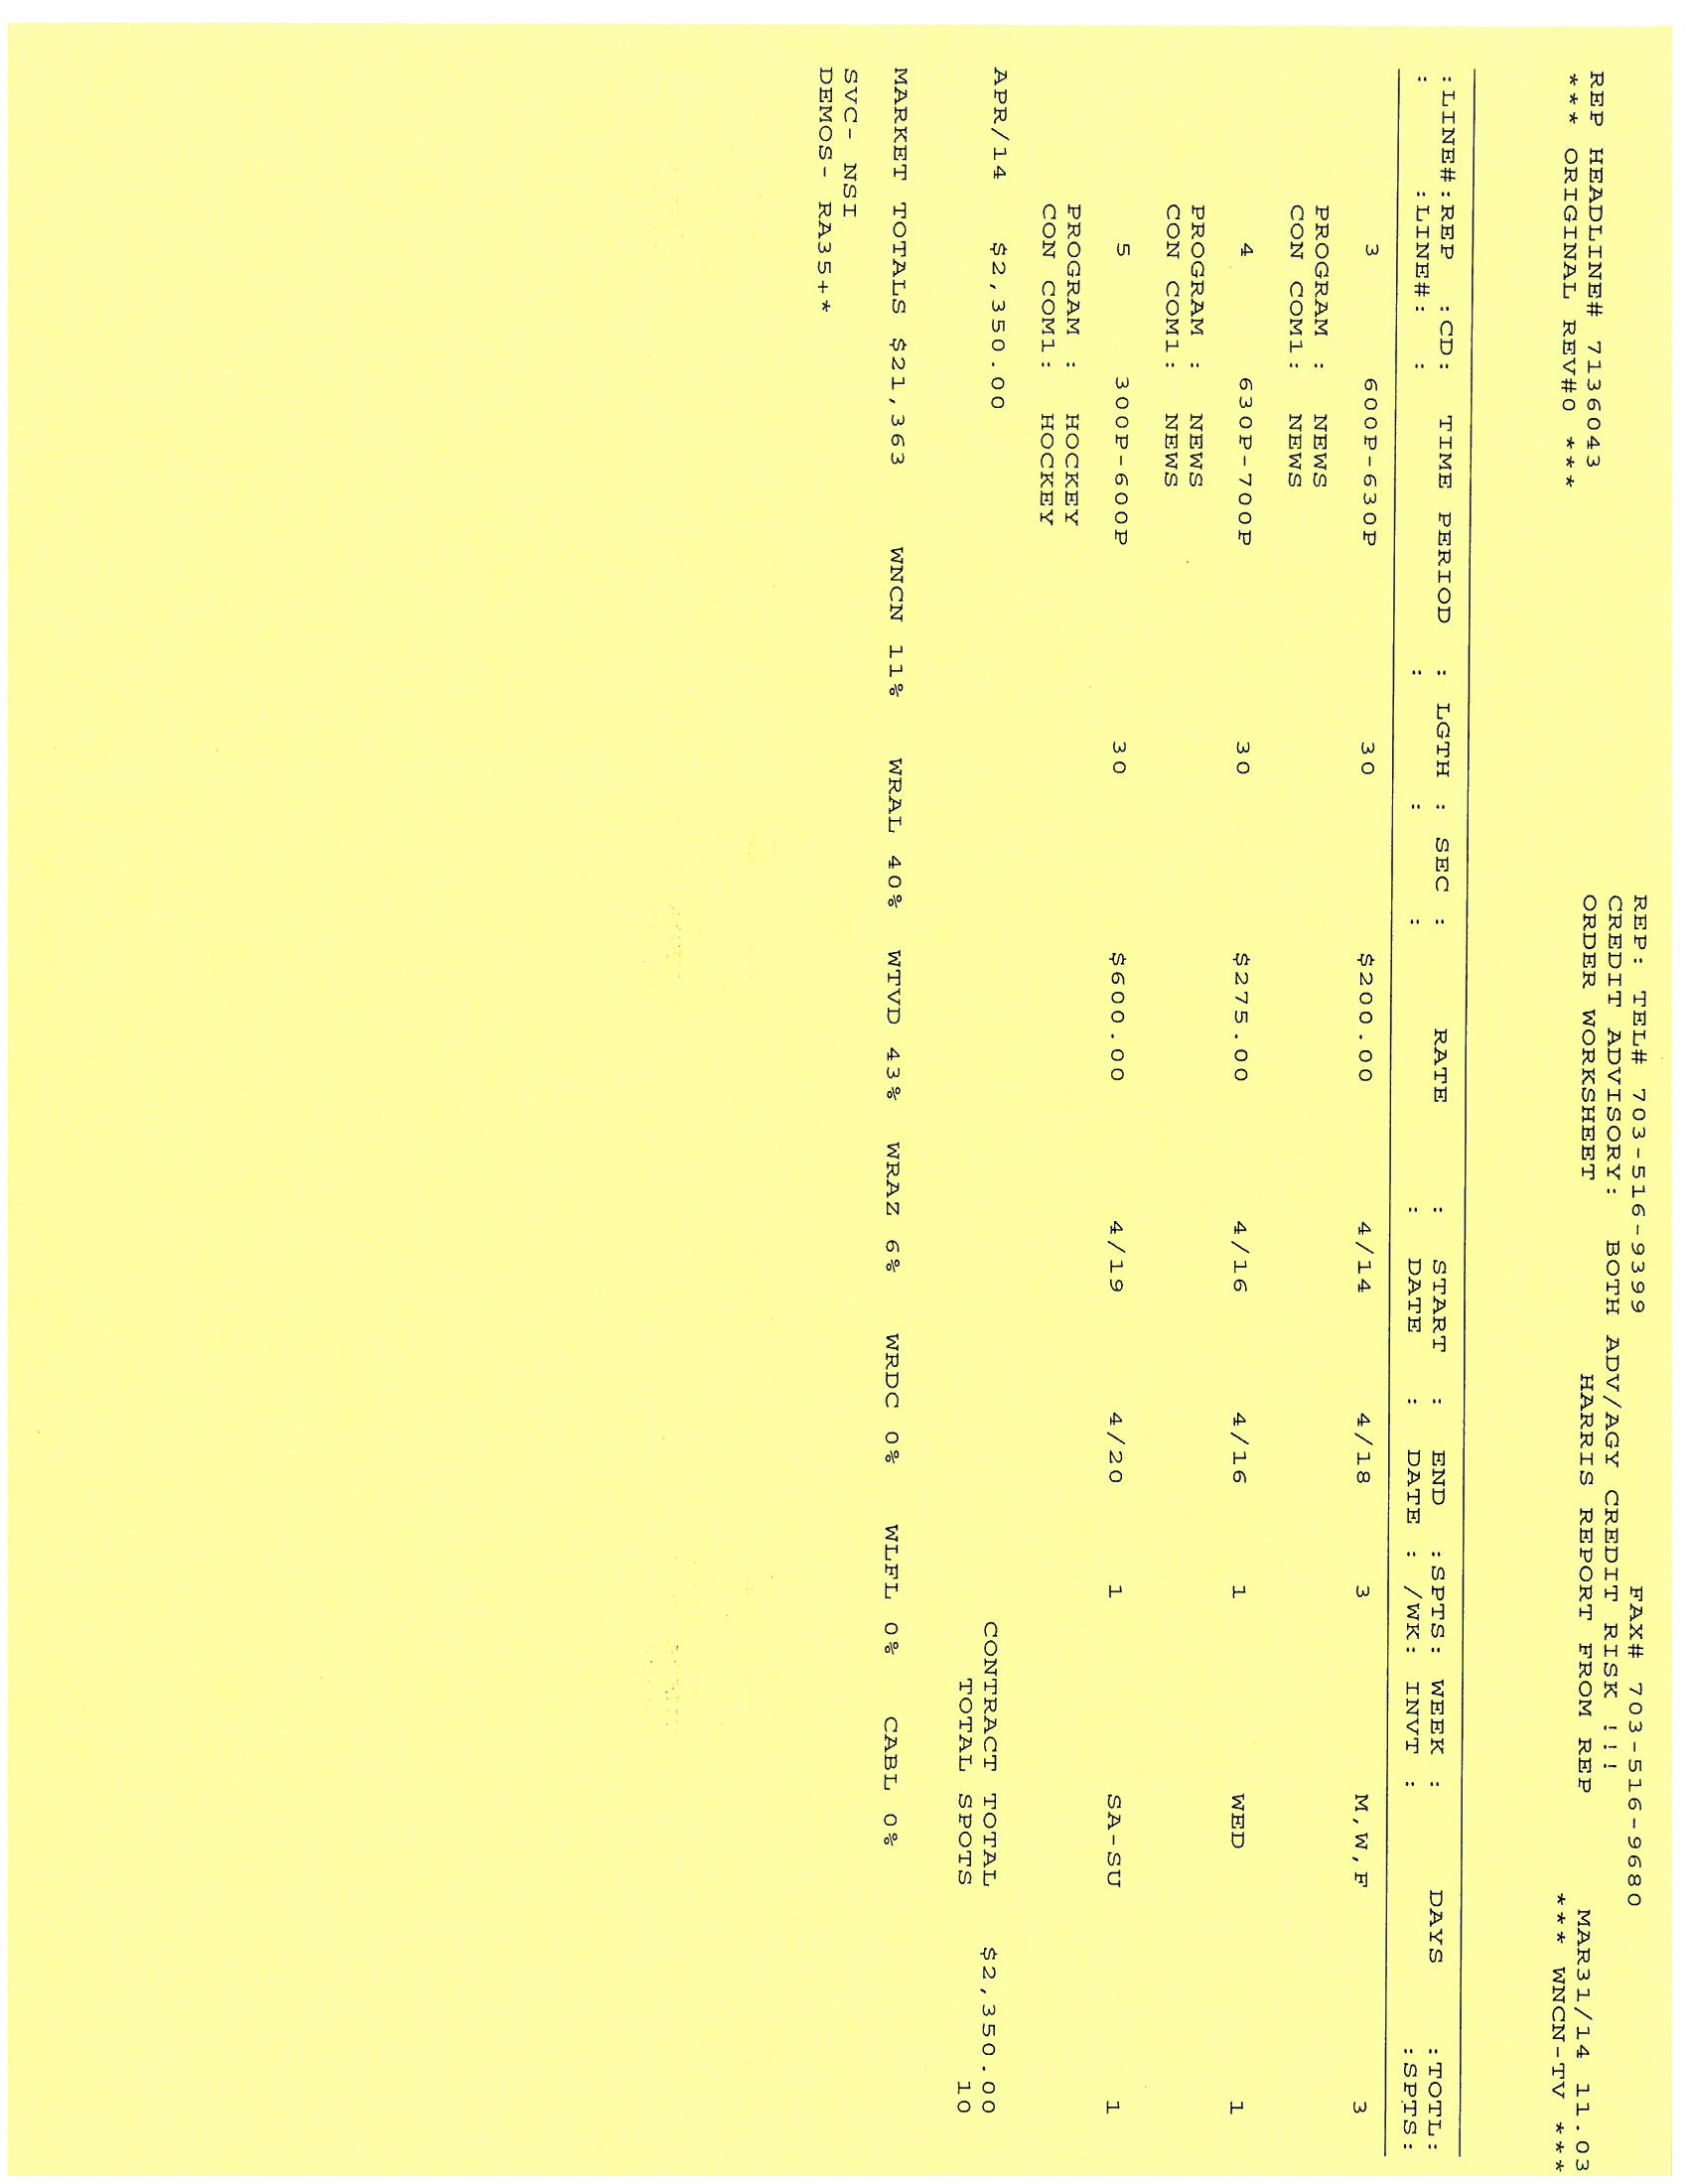 REP: TEL# 703-516-9399 FAX# 703-516-9680
CREDIT ADVISORY: BOTH ADV/AGY CREDIT RISK !!!
REP HEADLINE# 7136043 ORDER WORKSHEET HARRIS REPORT FROM REP MAR31/14 11.03
*** ORIGINAL REV#0 *** *** WNCN-TV ***
:LINE#:REP :CD: TIME PERIOD : LGTH : SEC : RATE : START : END :SPTS: WEEK : DAYS :TOTL:
: :LINE#: : : : : : DATE : DATE : /WK: INVT : :SPTS:
3 600P-630P 30 $200.00 4/14 4/18 3 M,W,F 3
PROGRAM : NEWS
CON COM1: NEWS
4 630P-700P 30 $275.00 4/16 4/16 1 WED 1
PROGRAM : NEWS
CON COM1: NEWS
5 300P-600P 30 $600.00 4/19 4/20 1 SA-SU 1
PROGRAM : HOCKEY
CON COM1: HOCKEY
APR/14 $2,350.00 CONTRACT TOTAL $2,350.00
TOTAL SPOTS 10
MARKET TOTALS $21,363 WNCN 11% WRAL 40% WTVD 43% WRAZ 6% WRDC 0% WLFL 0% CABL 0%
SVC- NSI
DEMOS- RA35+*